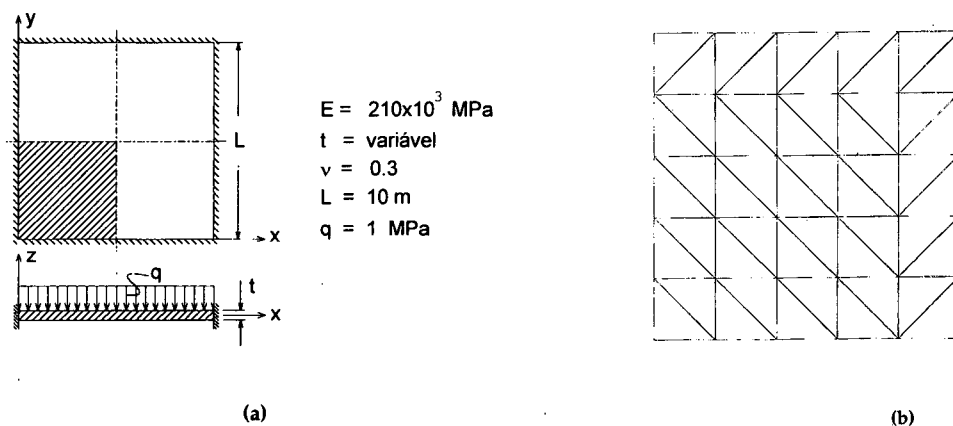 y
L
x
z
q
t
x
E = 210x10³ MPa
t = variável
ν = 0.3
L = 10 m
q = 1 MPa
(a)
(b)